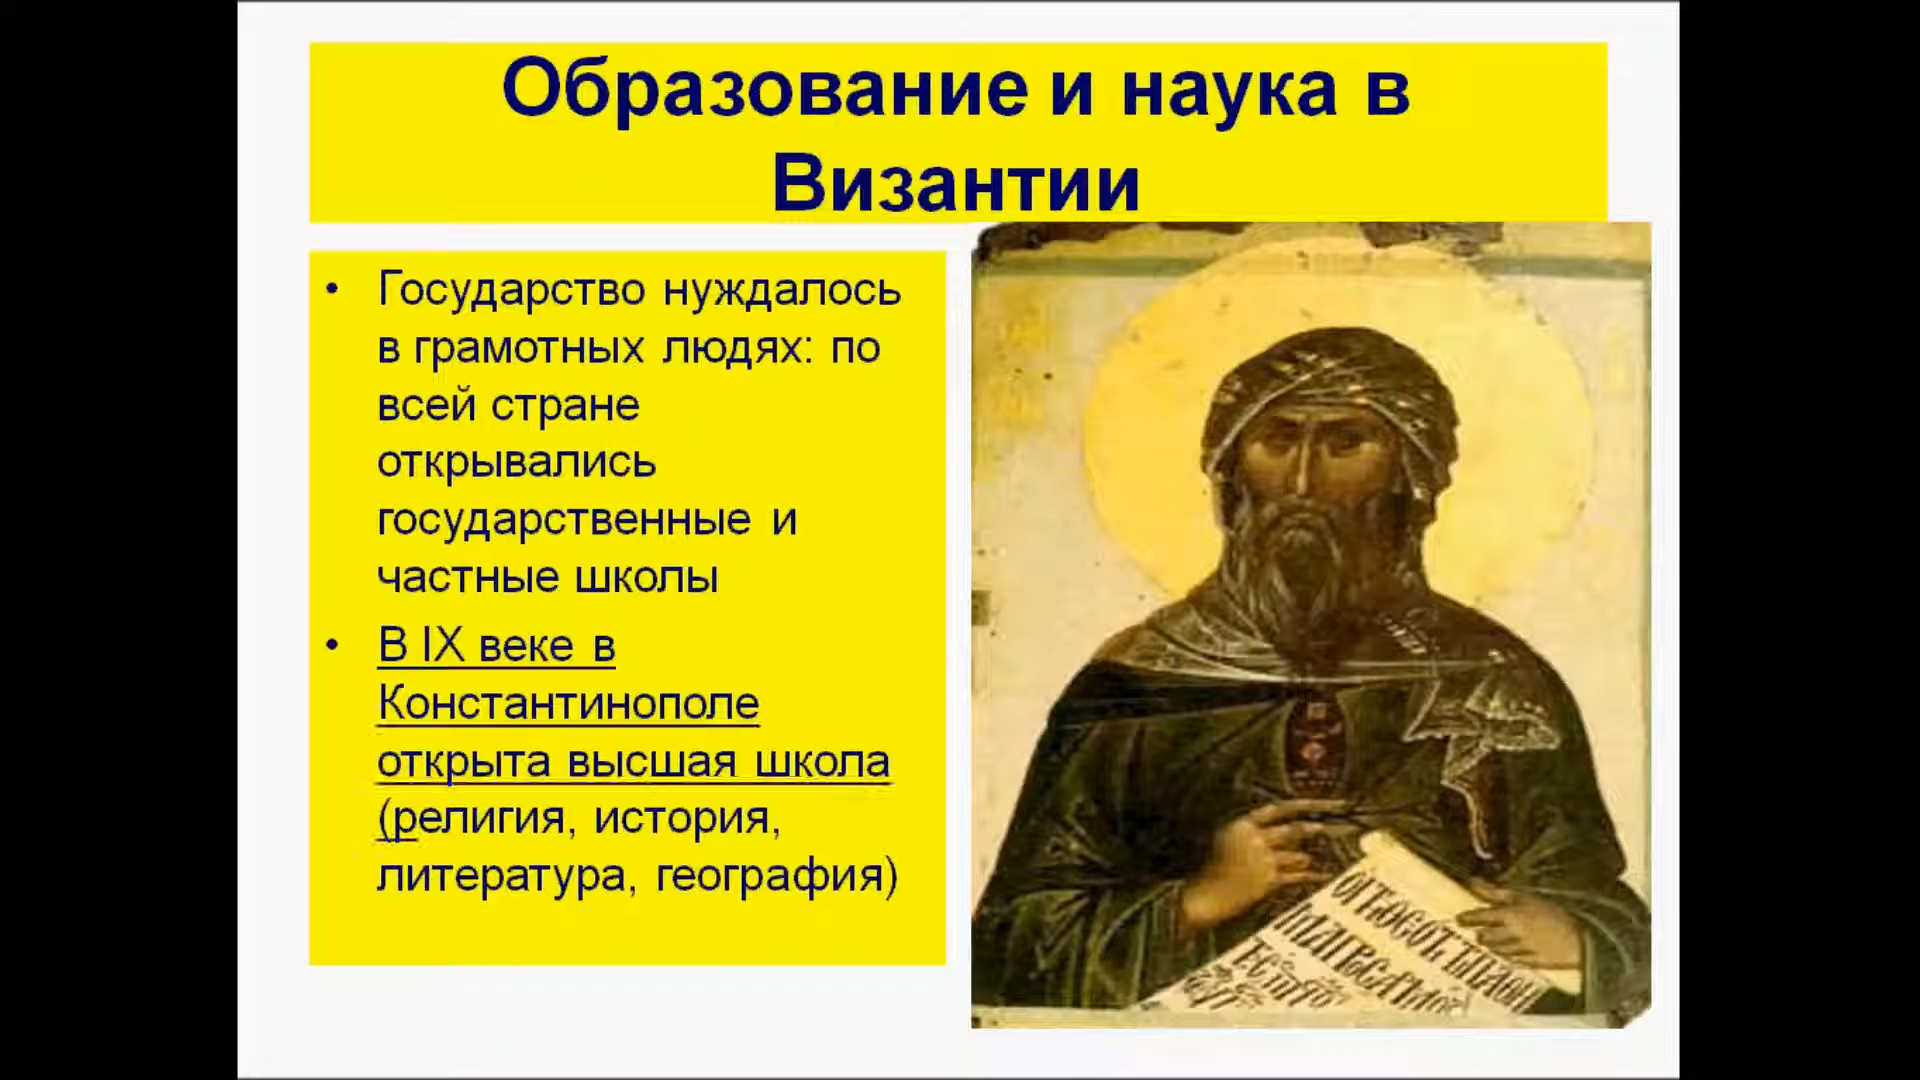 Образование и наука в
Византии
• Государство нуждалось
в грамотных людях: по
всей стране
открывались
государственные и
частные школы
• В IX веке в
Константинополе
открыта высшая школа
(религия, история,
литература, география)